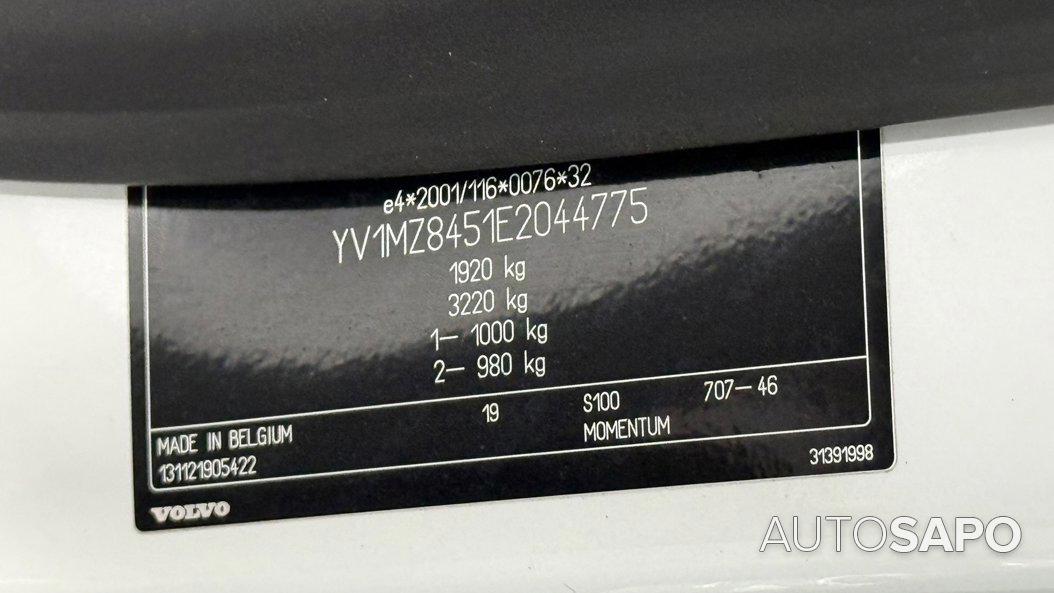 e4*2001/116*0076*32
YV1MZ8451E2044775
1920 kg
3220 kg
1– 1000 kg
2– 980 kg
19 S100 707–46
MADE IN BELGIUM MOMENTUM
131121905422 31391998
VOLVO
AUTOSAPO